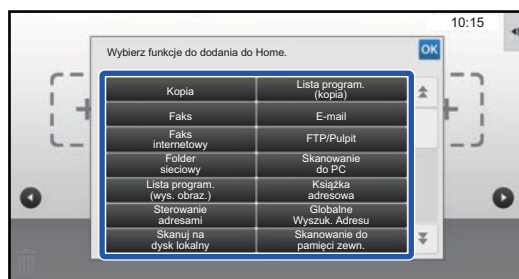 10:15
Wybierz funkcje do dodania do Home.
OK
Kopia
Lista program.
(kopia)
Faks
E-mail
Faks
internetowy
FTP/Pulpit
Folder
sieciowy
Skanowanie
do PC
Lista program.
(wys. obraz.)
Książka
adresowa
Sterowanie
adresami
Globalne
Wyszuk. Adresu
Skanuj na
dysk lokalny
Skanowanie do
pamięci zewn.